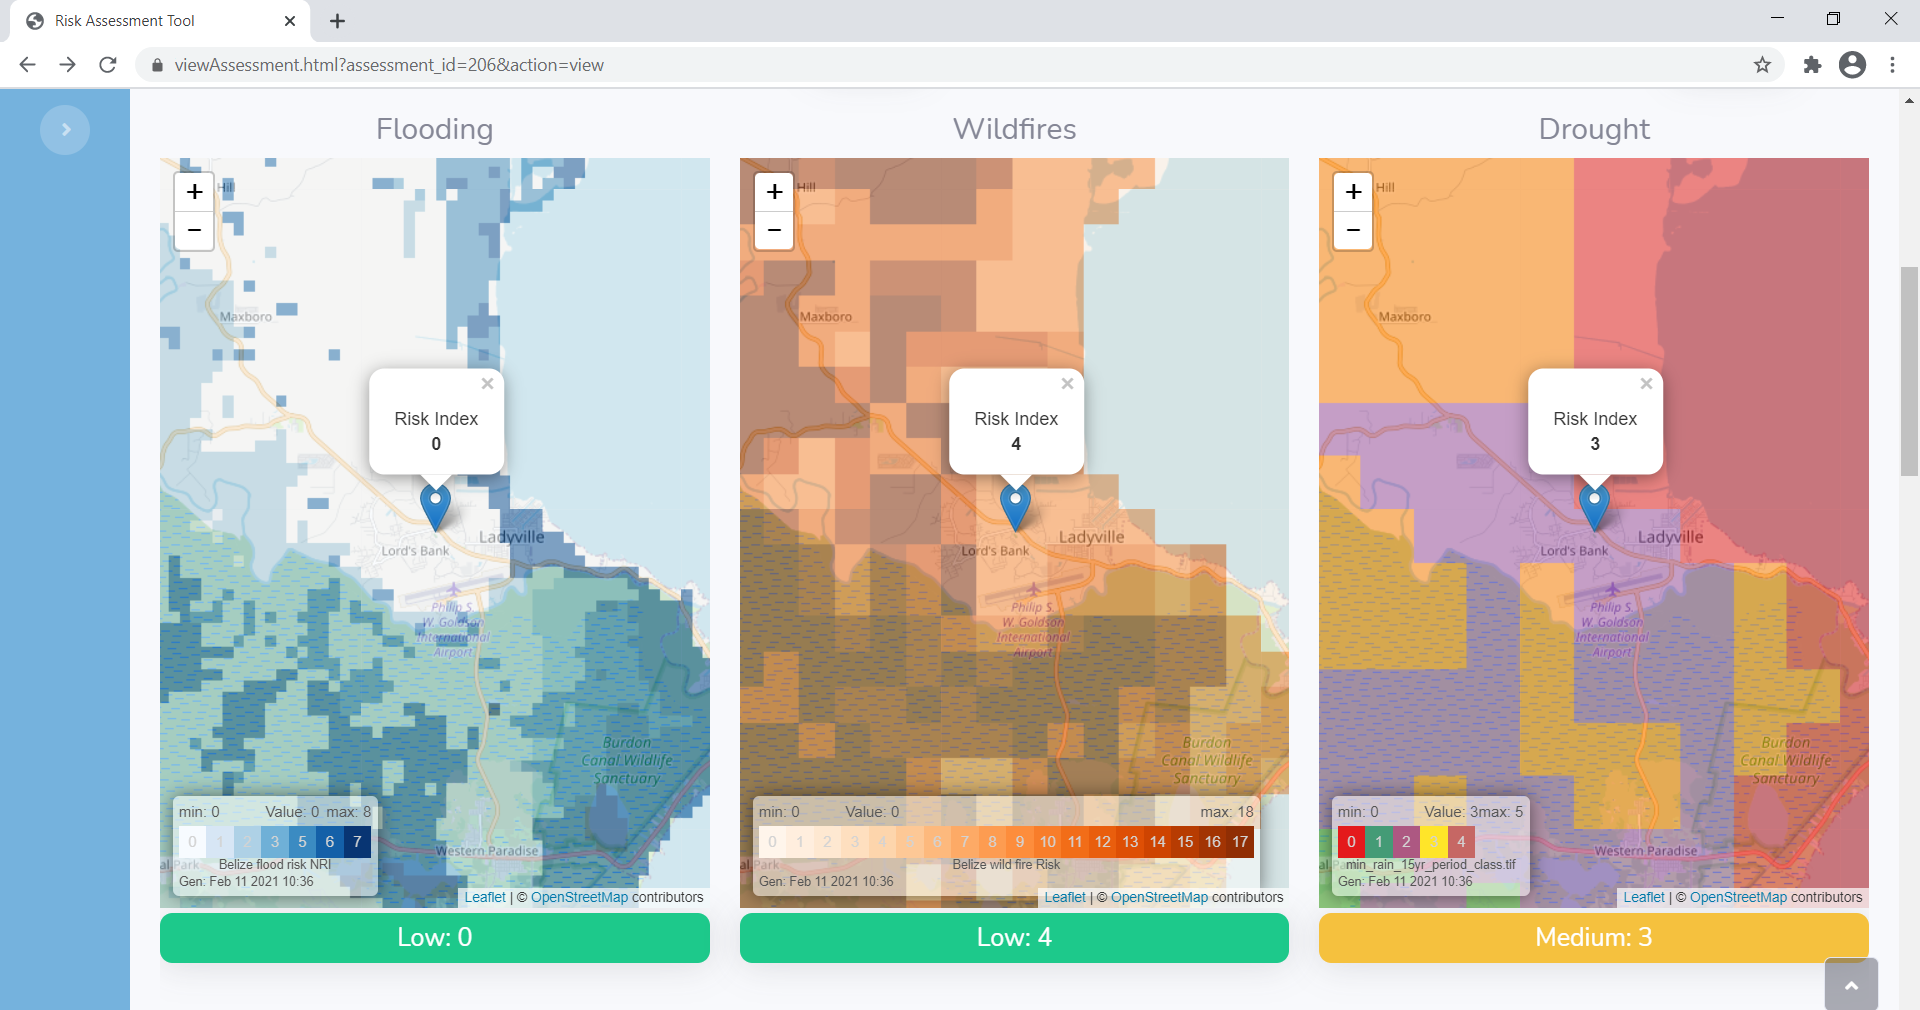 Risk Assessment Tool
viewAssessment.html?assessment_id=206&action=view
Flooding
+
−
Hill
Maxboro
Risk Index
0
Ladyville
Lord's Bank
Philip S.
W. Goldson
International
Airport
Burdon
Canal Wildlife
Sanctuary
Western Paradise
al Park
min: 0 Value: 0 max: 8
0 1 2 3 5 6 7
Belize flood risk NRI
Gen: Feb 11 2021 10:36
Leaflet | © OpenStreetMap contributors
Low: 0
Wildfires
+
−
Hill
Maxboro
Risk Index
4
Ladyville
Lord's Bank
Philip S.
W. Goldson
International
Airport
Burdon
Canal Wildlife
Sanctuary
al Park
min: 0 Value: 0 max: 18
0 1 2 3 4 5 6 7 8 9 10 11 12 13 14 15 16 17
Belize wild fire Risk
Gen: Feb 11 2021 10:36
Leaflet | © OpenStreetMap contributors
Low: 4
Drought
+
−
Hill
Maxboro
Risk Index
3
Ladyville
Lord's Bank
Philip S.
W. Goldson
International
Airport
Burdon
Canal Wildlife
Sanctuary
Western Paradise
al Park
min: 0 Value: 3max: 5
0 1 2 3 4
min_rain_15yr_period_class.tif
Gen: Feb 11 2021 10:36
Leaflet | © OpenStreetMap contributors
Medium: 3